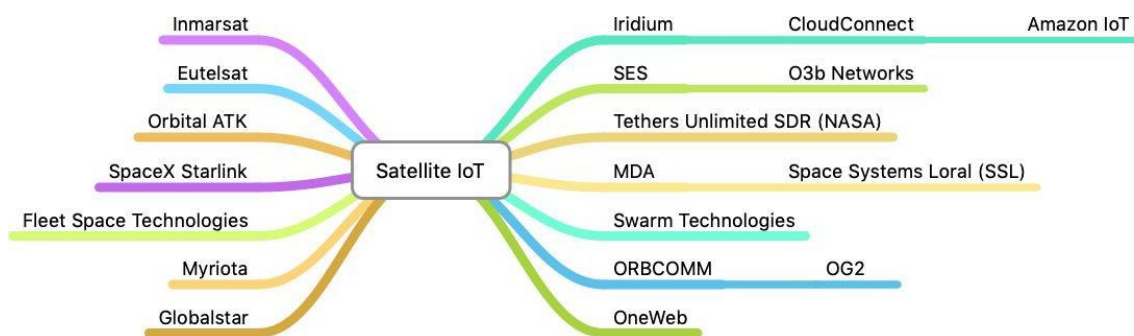 Inmarsat
Eutelsat
Orbital ATK
SpaceX Starlink
Fleet Space Technologies
Myriota
Globalstar
Satellite IoT
Iridium CloudConnect Amazon IoT
SES O3b Networks
Tethers Unlimited SDR (NASA)
MDA Space Systems Loral (SSL)
Swarm Technologies
ORBCOMM OG2
OneWeb